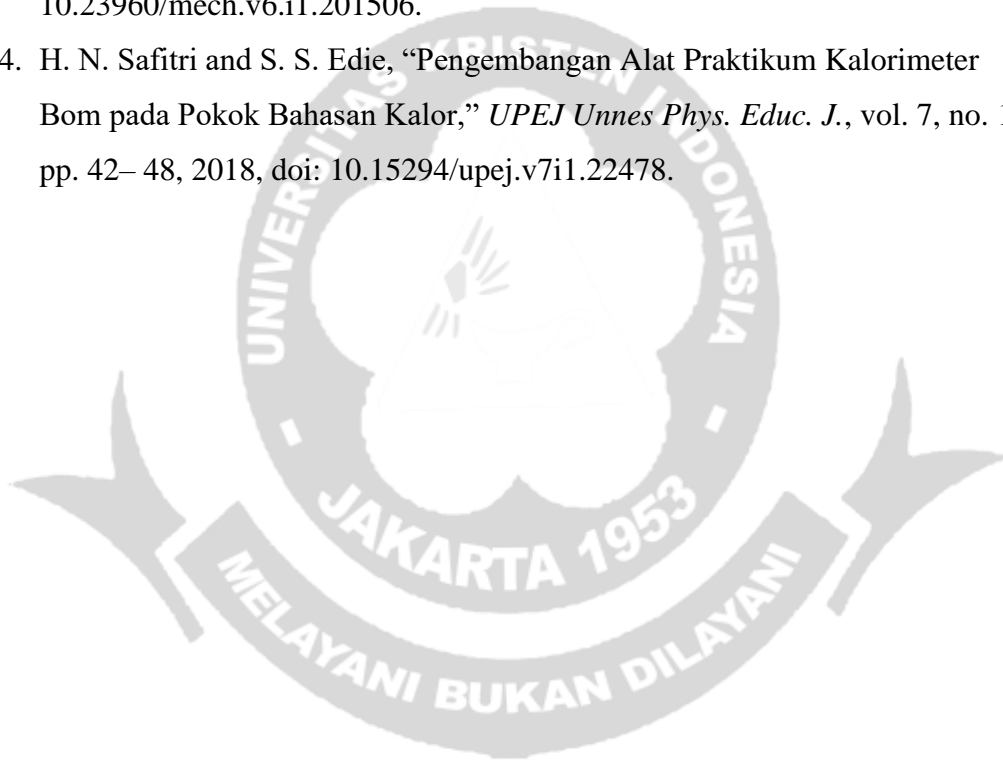 10.23960/mech.v6.i1.201506.
4. H. N. Safitri and S. S. Edie, “Pengembangan Alat Praktikum Kalorimeter
Bom pada Pokok Bahasan Kalor,” UPEJ Unnes Phys. Educ. J., vol. 7, no. 1
pp. 42– 48, 2018, doi: 10.15294/upej.v7i1.22478.
UNIVERSITAS KRISTEN INDONESIA
JAKARTA 1953
MELAYANI BUKAN DILAYANI